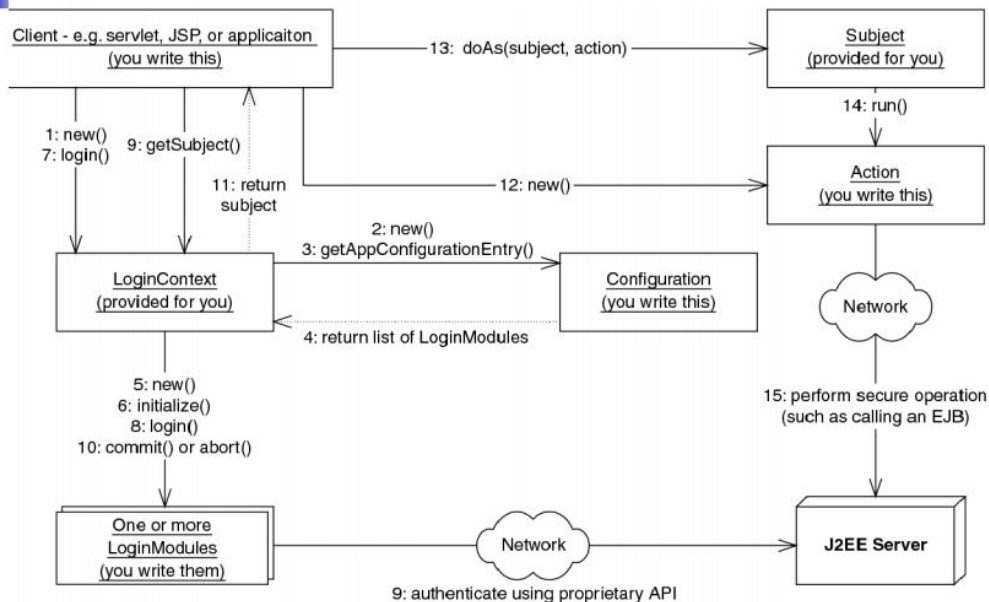 Client - e.g. servlet, JSP, or applicaiton
(you write this)
13: doAs(subject, action)
Subject
(provided for you)
14: run()
1: new()
7: login()
9: getSubject()
11: return
subject
12: new()
Action
(you write this)
2: new()
3: getAppConfigurationEntry()
LoginContext
(provided for you)
Configuration
(you write this)
4: return list of LoginModules
Network
5: new()
6: initialize()
8: login()
10: commit() or abort()
15: perform secure operation
(such as calling an EJB)
One or more
LoginModules
(you write them)
Network
J2EE Server
9: authenticate using proprietary API